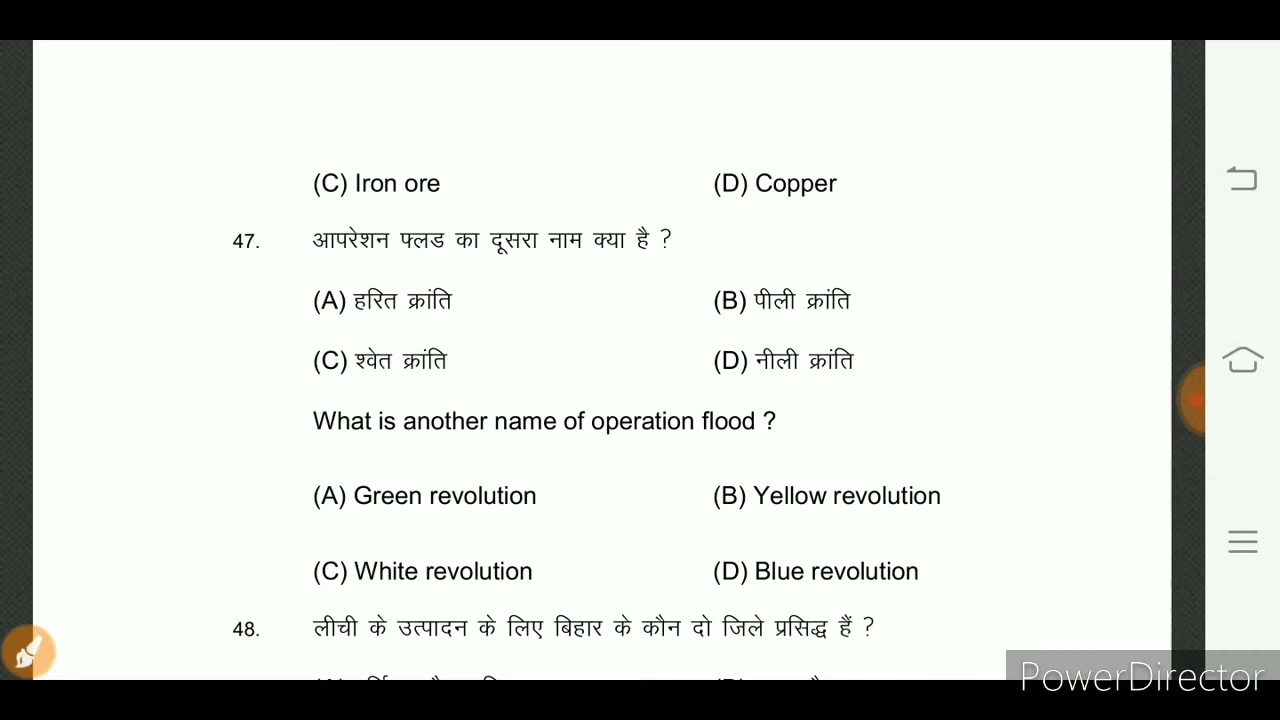 (C) Iron ore (D) Copper
47. आपरेशन फ्लड का दूसरा नाम क्या है ?
(A) हरित क्रांति (B) पीली क्रांति
(C) श्वेत क्रांति (D) नीली क्रांति
What is another name of operation flood ?
(A) Green revolution (B) Yellow revolution
(C) White revolution (D) Blue revolution
48. लीची के उत्पादन के लिए बिहार के कौन दो जिले प्रसिद्ध हैं ?
PowerDirector